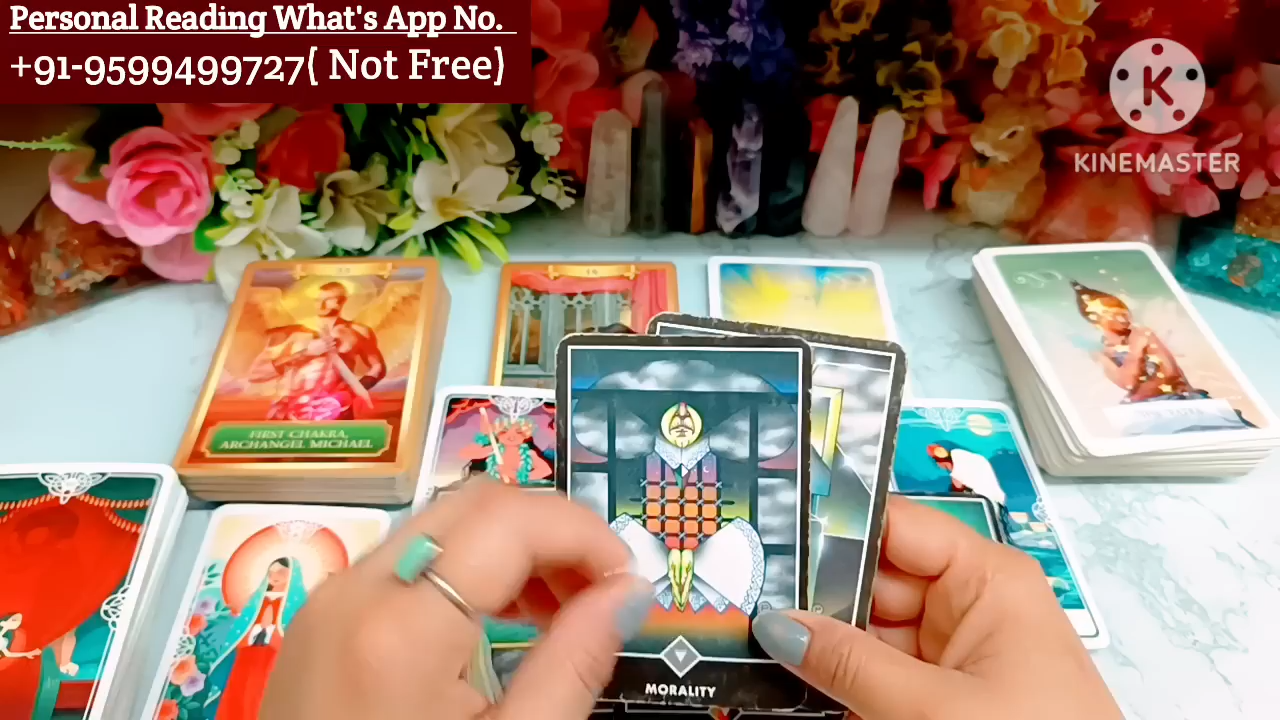 Personal Reading What's App No.
+91-9599499727( Not Free)
KINEMASTER
FIRST CHAKRA,
ARCHANGEL MICHAEL
MORALITY